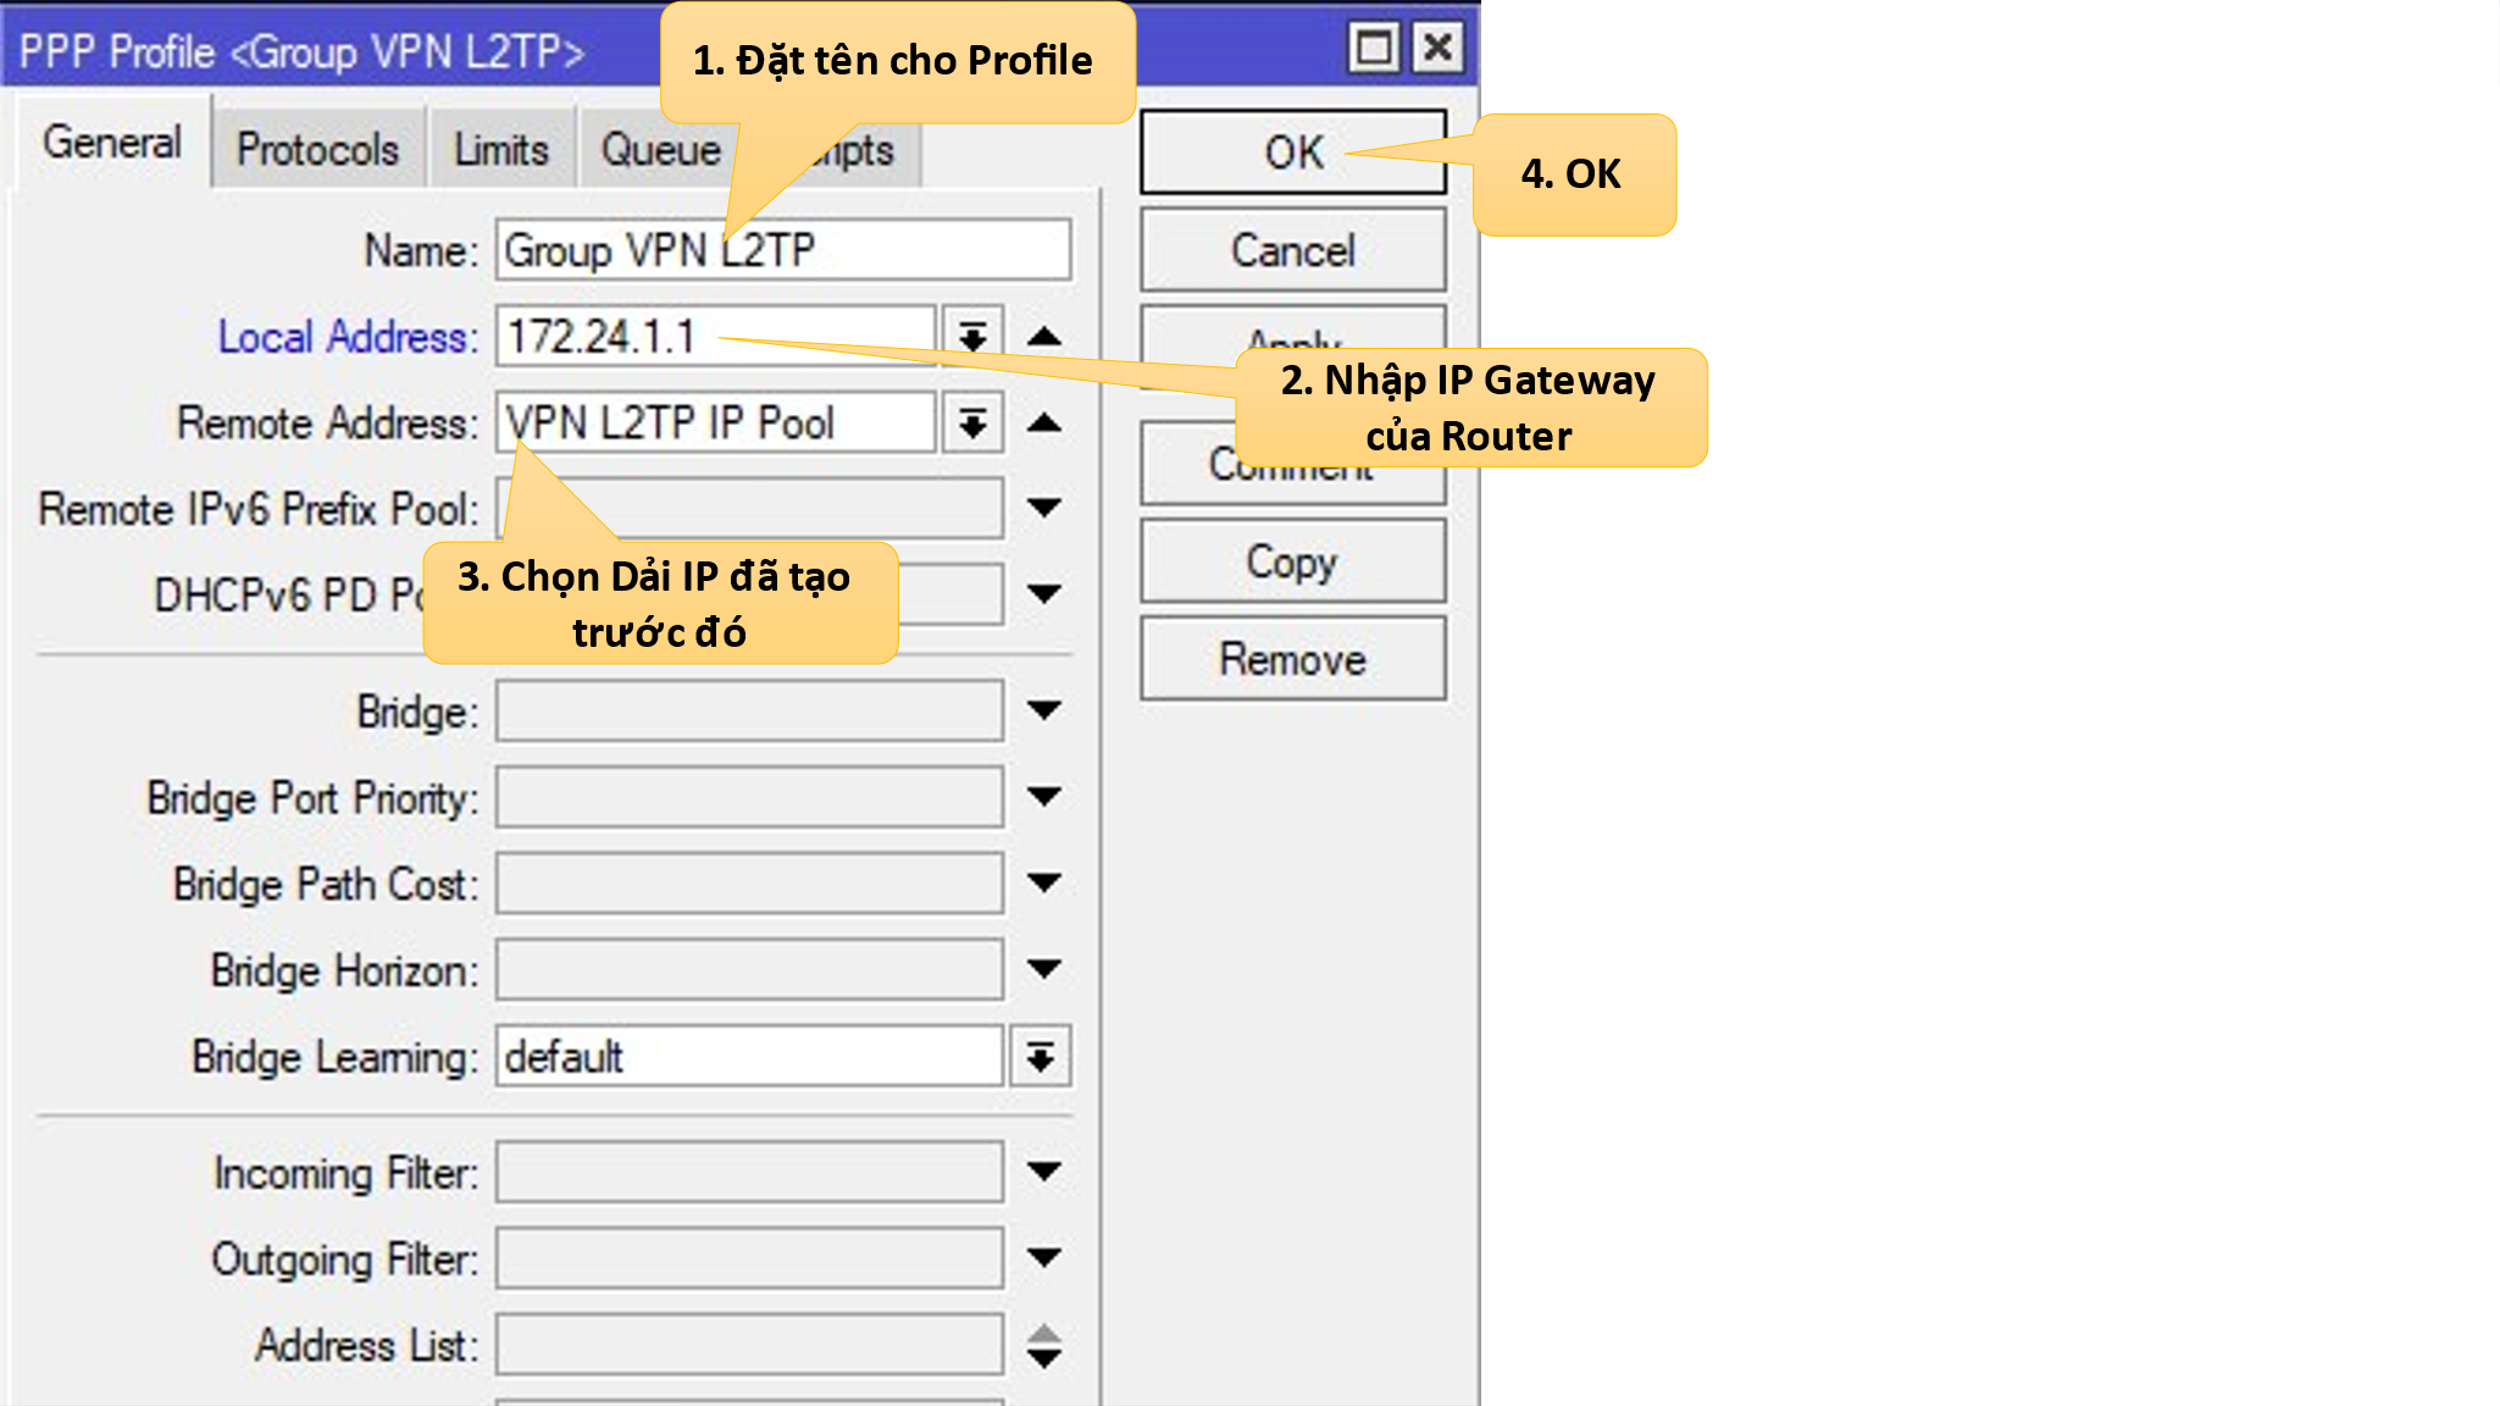 PPP Profile <Group VPN L2TP>
1. Đặt tên cho Profile
General
Protocols
Limits
Queue
OK
4. OK
Name: Group VPN L2TP
Cancel
Local Address: 172.24.1.1
Apply
2. Nhập IP Gateway
của Router
Remote Address: VPN L2TP IP Pool
Comment
Remote IPv6 Prefix Pool:
Copy
3. Chọn Dải IP đã tạo
trước đó
DHCPv6 PD
Remove
Bridge:
Bridge Port Priority:
Bridge Path Cost:
Bridge Horizon:
Bridge Learning: default
Incoming Filter:
Outgoing Filter:
Address List: